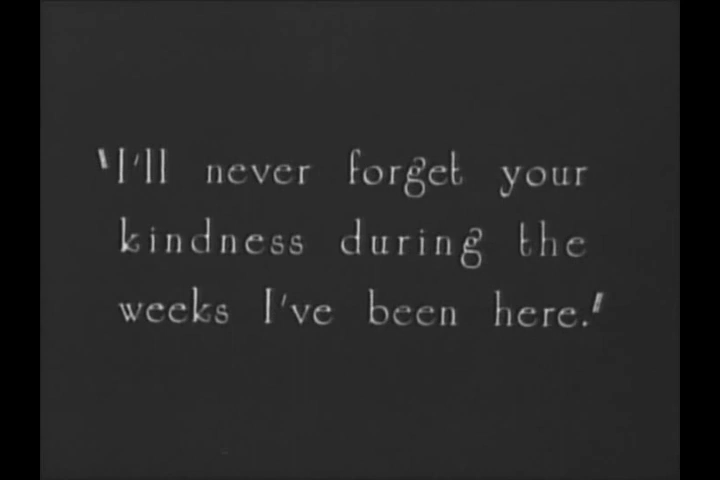 "I'll never forget your
kindness during the
weeks I've been here."